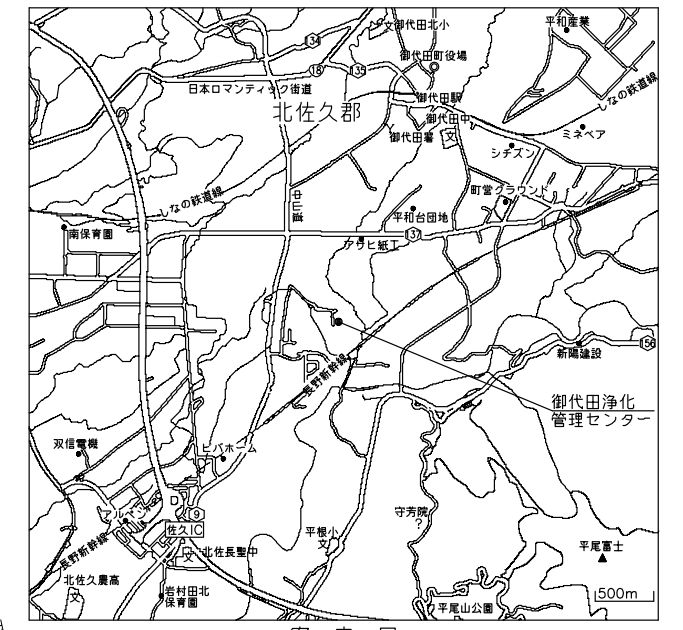 御代田北小
平和産業
134
御代田町役場
18
135
日本ロマンティック街道
御代田駅
しなの鉄道線
北佐久郡
御代田中
御代田署
文
ミネベア
シチズン
町営グラウンド
中山道
しなの鉄道線
平和台団地
南保育園
アサヒ紙工
137
156
新陽建設
長野新幹線
御代田浄化
管理センター
双信電機
ビバホーム
アルペン
9
守芳院
佐久IC
平根小
文
平尾富士
長野新幹線
文
北佐長聖中
北佐久農高
文
岩村田北
保育園
500m
平尾山公園